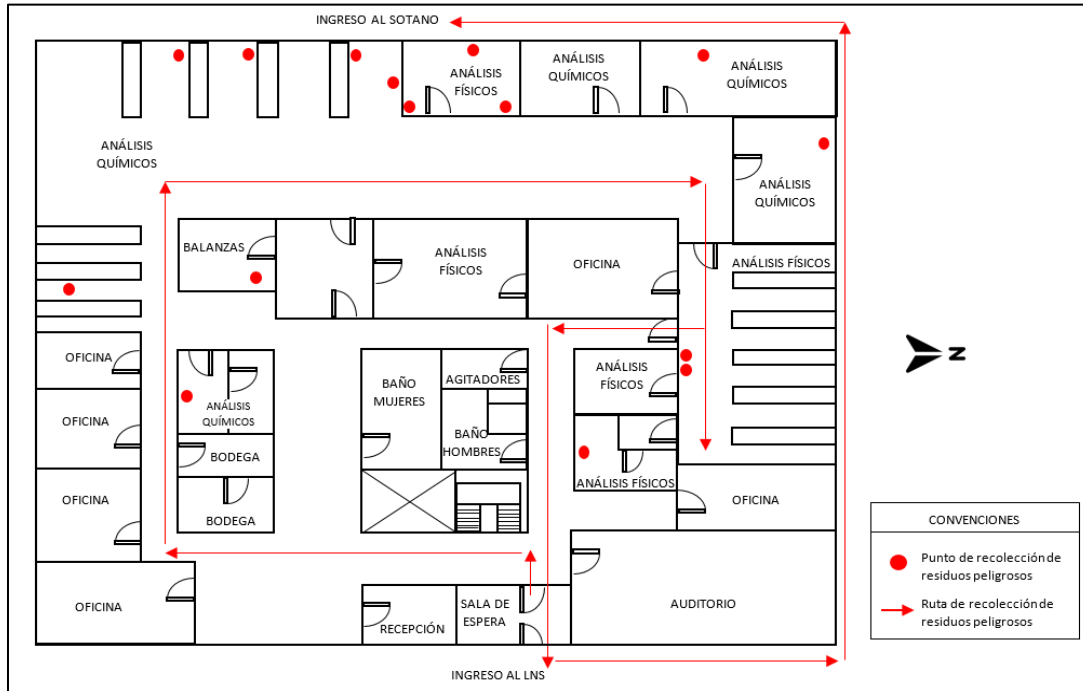 INGRESO AL SOTANO
ANÁLISIS
FÍSICOS
ANÁLISIS
QUÍMICOS
ANÁLISIS
QUÍMICOS
ANÁLISIS
QUÍMICOS
ANÁLISIS
QUÍMICOS
BALANZAS
ANÁLISIS
FÍSICOS
OFICINA
ANÁLISIS FÍSICOS
OFICINA
BAÑO
MUJERES
AGITADORES
ANÁLISIS
FÍSICOS
N
ANÁLISIS
QUÍMICOS
OFICINA
BAÑO
HOMBRES
BODEGA
ANÁLISIS FÍSICOS
OFICINA
BODEGA
OFICINA
OFICINA
RECEPCIÓN
SALA DE
ESPERA
AUDITORIO
INGRESO AL LNS
CONVENCIONES
Punto de recolección de
residuos peligrosos
Ruta de recolección de
residuos peligrosos